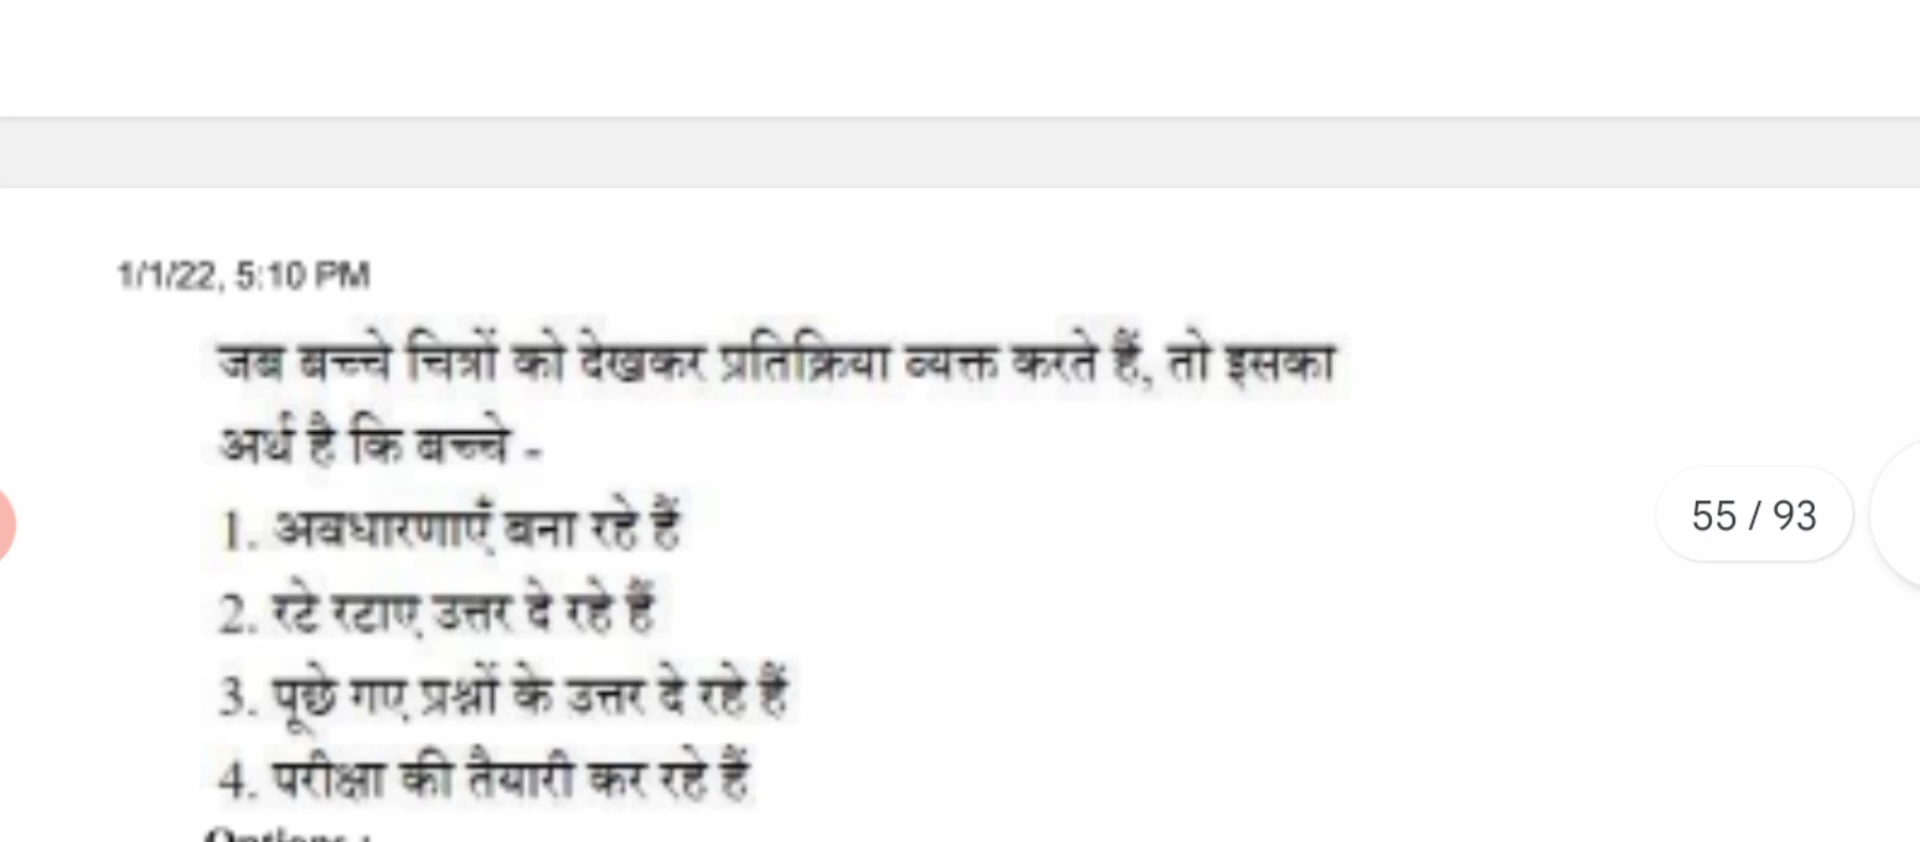 1/1/22, 5:10 PM
जब बच्चे चित्रों को देखकर प्रतिक्रिया व्यक्त करते हैं, तो इसका
अर्थ है कि बच्चे -
1. अवधारणाएँ बना रहे हैं
55 / 93
2. रटे रटाए उत्तर दे रहे हैं
3. पूछे गए प्रश्नों के उत्तर दे रहे हैं
4. परीक्षा की तैयारी कर रहे हैं
Options :